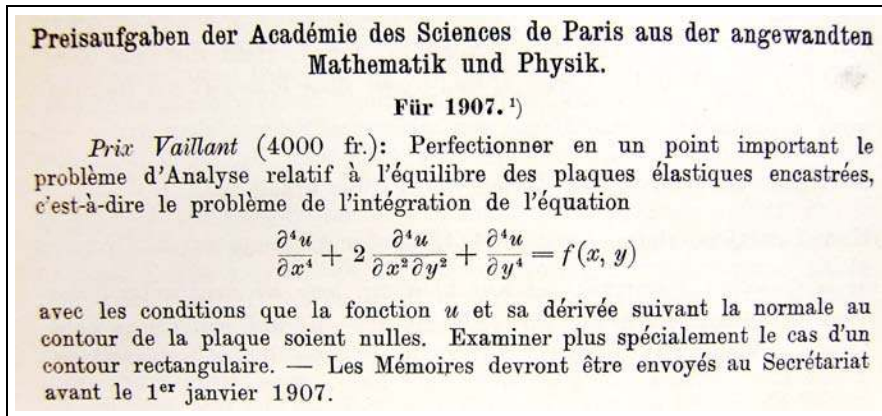 Preisaufgaben der Académie des Sciences de Paris aus der angewandten
Mathematik und Physik.
Für 1907.¹)
Prix Vaillant (4000 fr.): Perfectionner en un point important le
problème d'Analyse relatif à l'équilibre des plaques élastiques encastrées,
c'est-à-dire le problème de l'intégration de l'équation
∂⁴u/∂x⁴ + 2 ∂⁴u/∂x²∂y² + ∂⁴u/∂y⁴ = f(x, y)
avec les conditions que la fonction u et sa dérivée suivant la normale au
contour de la plaque soient nulles. Examiner plus spécialement le cas d'un
contour rectangulaire. — Les Mémoires devront être envoyés au Secrétariat
avant le 1er janvier 1907.